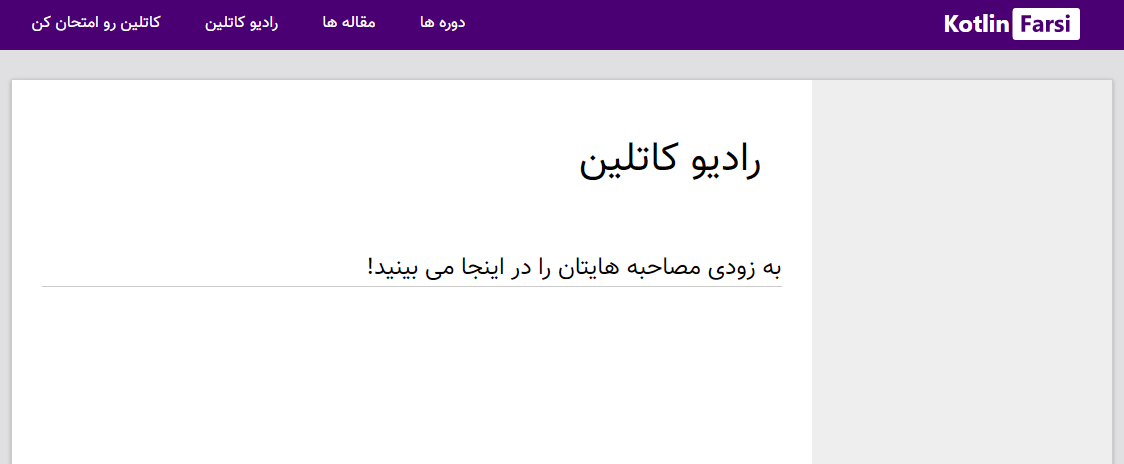 Kotlin Farsi
دوره ها
مقاله ها
رادیو کاتلین
کاتلین رو امتحان کن
رادیو کاتلین
به زودی مصاحبه هایتان را در اینجا می بینید!